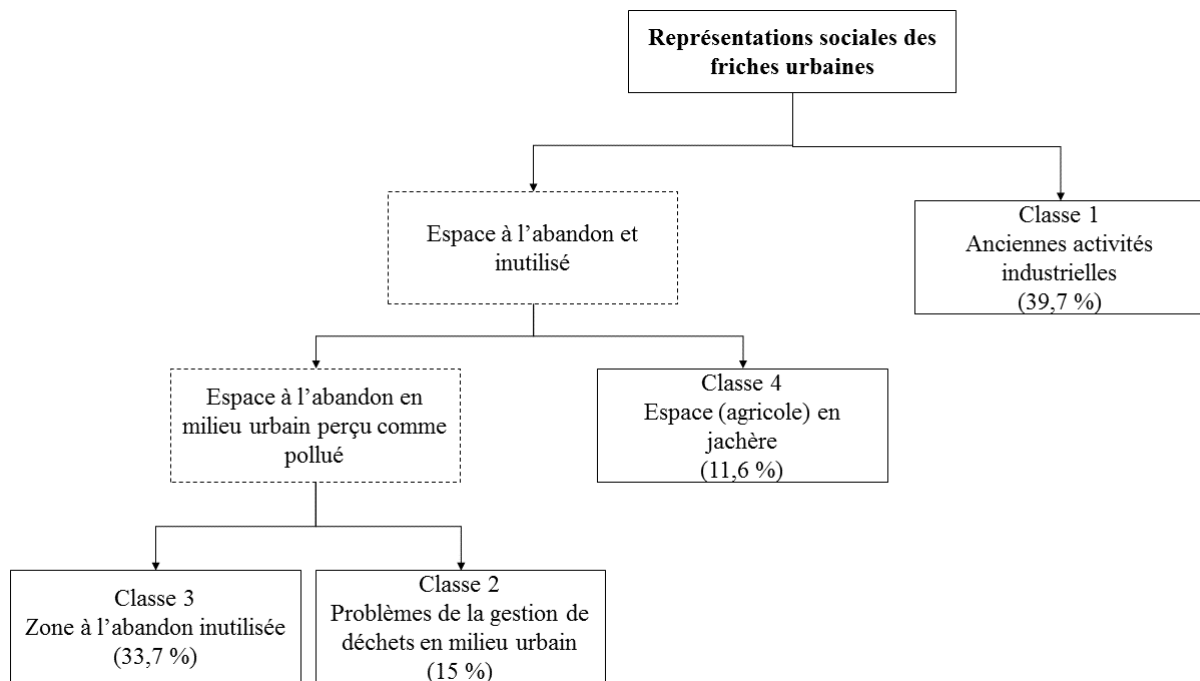 Représentations sociales des
friches urbaines
Espace à l’abandon et
inutilisé
Classe 1
Anciennes activités
industrielles
(39,7 %)
Espace à l’abandon en
milieu urbain perçu comme
pollué
Classe 4
Espace (agricole) en
jachère
(11,6 %)
Classe 3
Zone à l’abandon inutilisée
(33,7 %)
Classe 2
Problèmes de la gestion de
déchets en milieu urbain
(15 %)